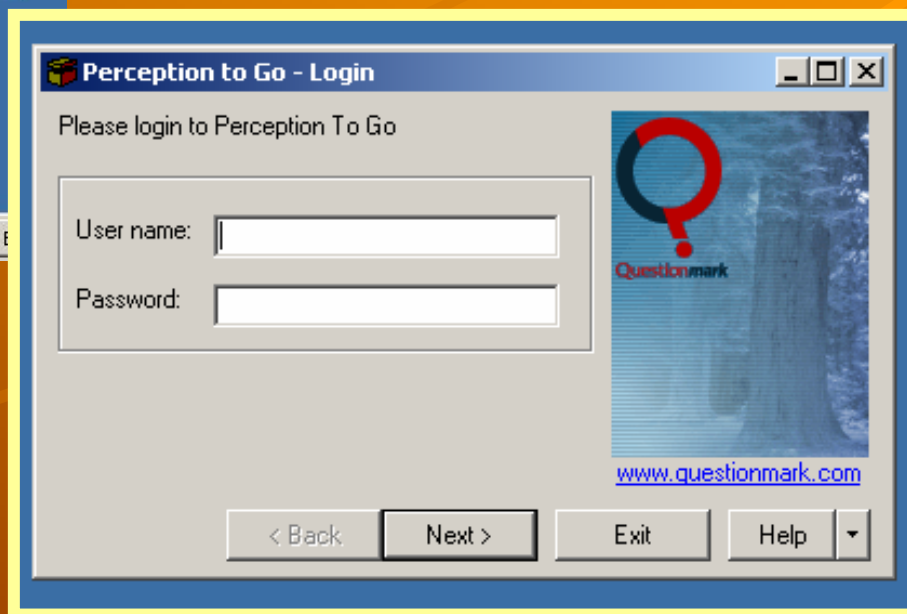 Perception to Go - Login
Please login to Perception To Go
User name:
Password:
Questionmark
www.questionmark.com
< Back
Next >
Exit
Help